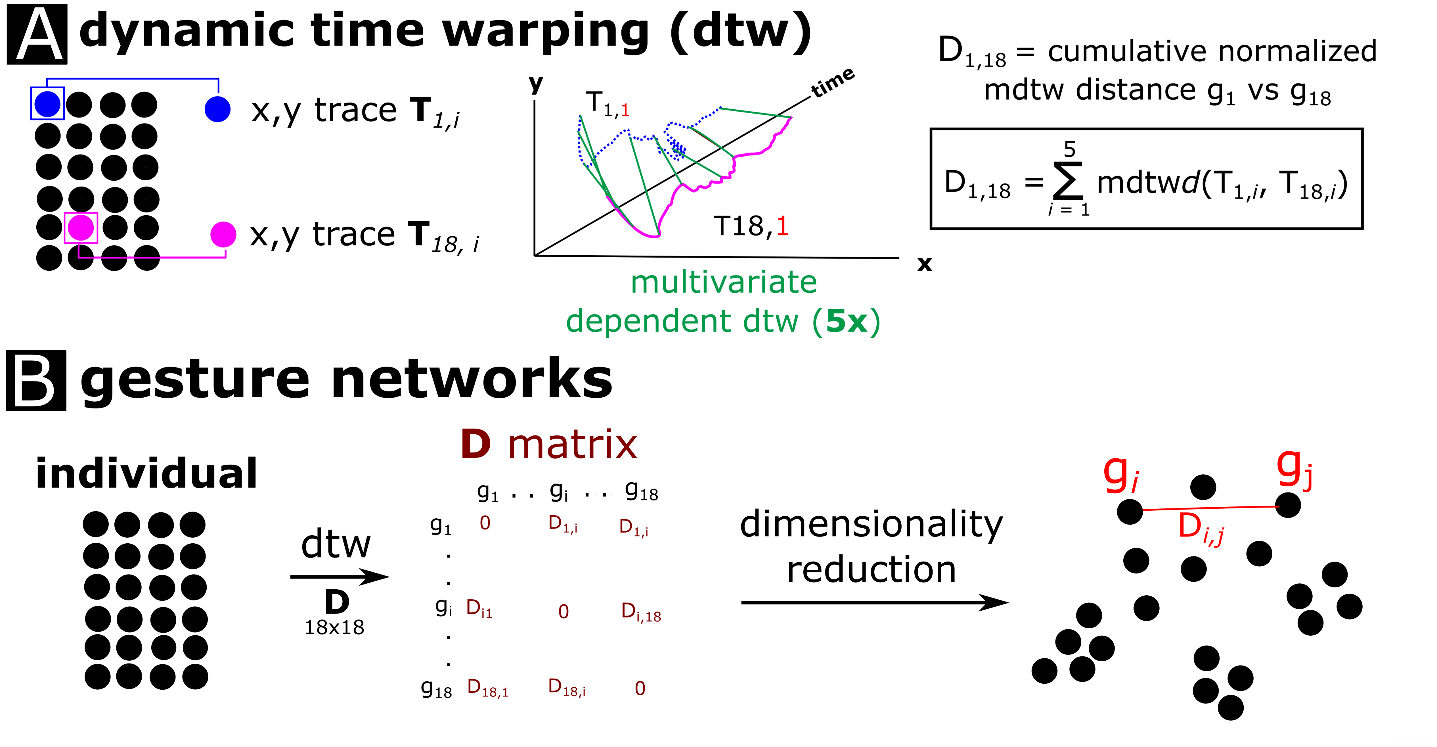 A dynamic time warping (dtw)
x,y trace T1,i
x,y trace T18, i
y
time
T1,1
T18,1
x
multivariate
dependent dtw (5x)
D1,18 = cumulative normalized
mdtw distance g1 vs g18
D1,18 = 5 Σ i = 1 mdtwd(T1,i, T18,i)
B gesture networks
individual
dtw
D
18x18
D matrix
g1 . . gi . . g18
g1 0 D1,i D1,i
.
.
gi Di1 0 Di,18
.
.
g18 D18,1 D18,i 0
dimensionality
reduction
gi gj
Di,j